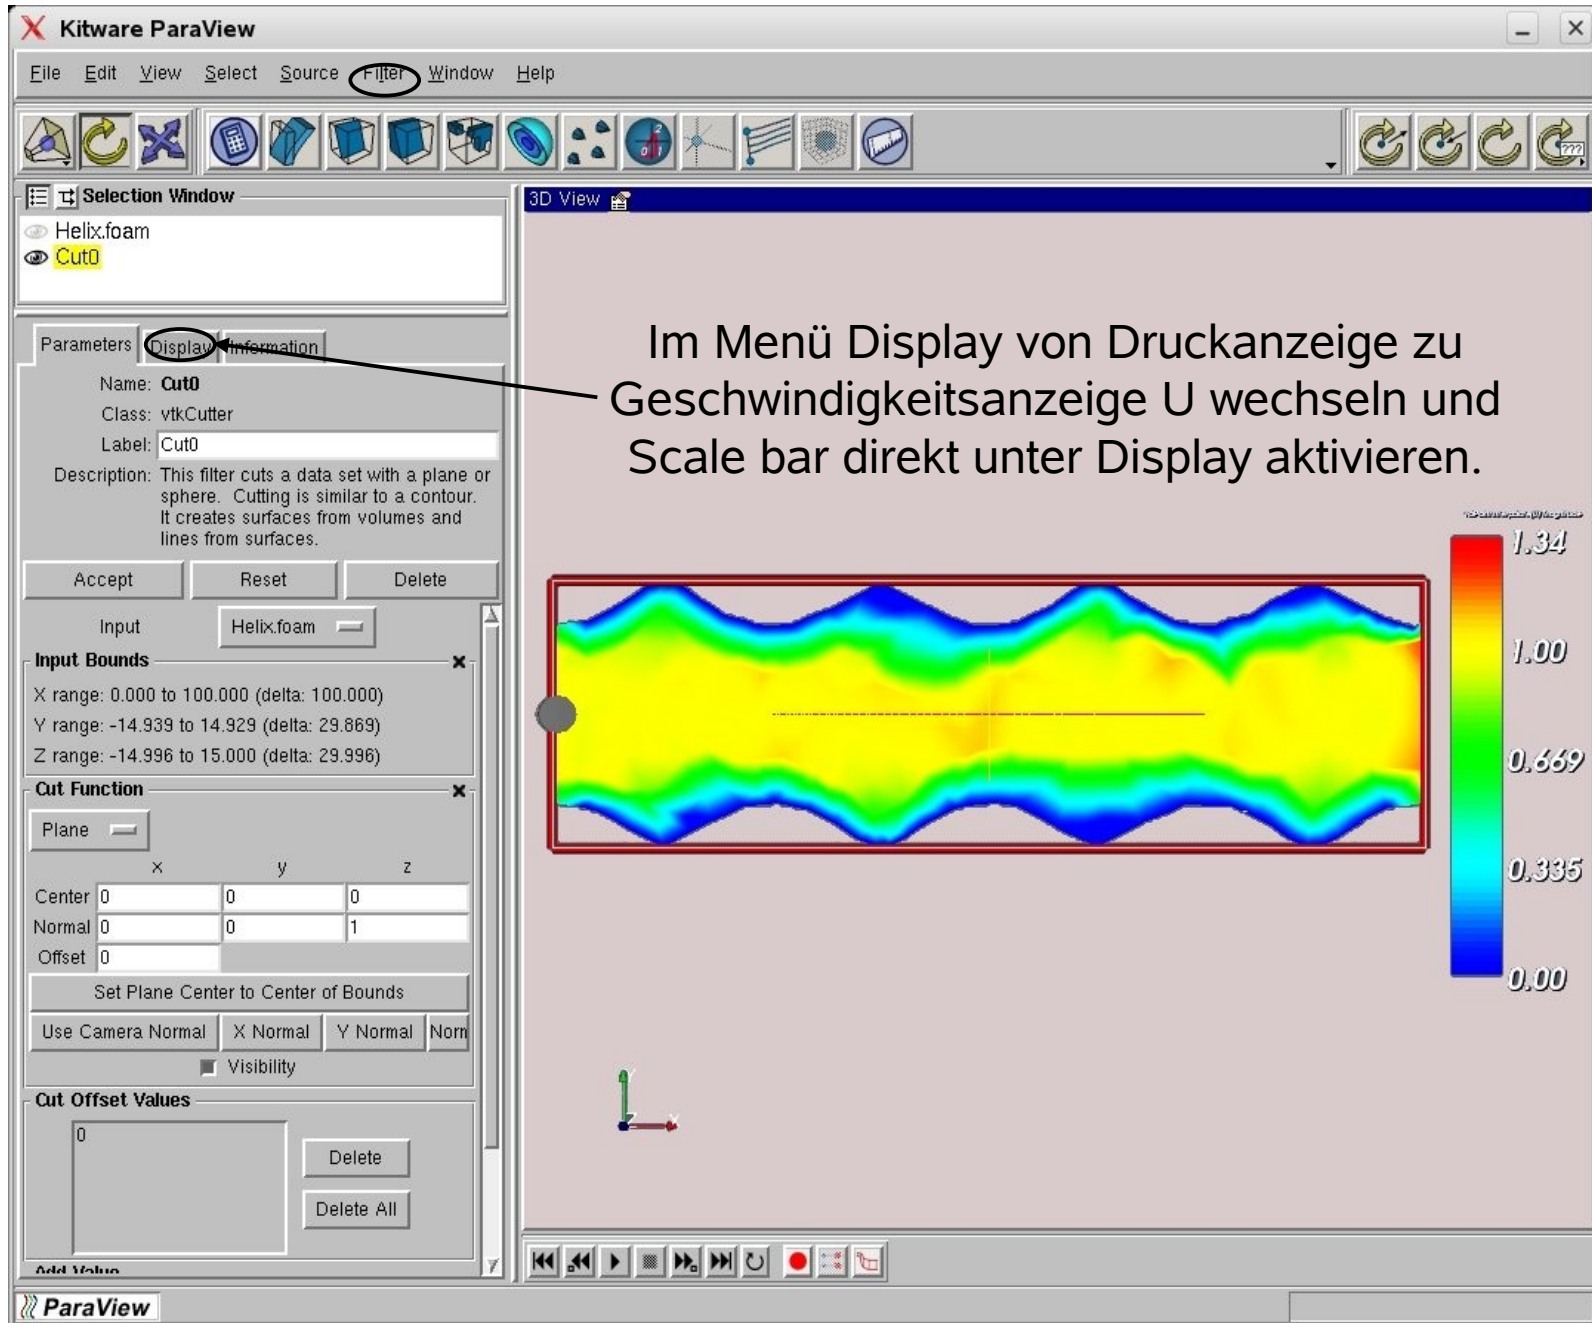 Kitware ParaView
File Edit View Select Source Filter Window Help
???
Selection Window
Helix.foam
Cut0
Parameters Display Information
Name: Cut0
Class: vtkCutter
Label: Cut0
Description: This filter cuts a data set with a plane or
sphere. Cutting is similar to a contour.
It creates surfaces from volumes and
lines from surfaces.
Accept Reset Delete
Input Helix.foam
Input Bounds
X range: 0.000 to 100.000 (delta: 100.000)
Y range: -14.939 to 14.929 (delta: 29.869)
Z range: -14.996 to 15.000 (delta: 29.996)
Cut Function
Plane
x y z
Center 0 0 0
Normal 0 0 1
Offset 0
Set Plane Center to Center of Bounds
Use Camera Normal X Normal Y Normal Norn
Visibility
Cut Offset Values
0
Delete
Delete All
Add Value
ParaView
3D View
Im Menü Display von Druckanzeige zu
Geschwindigkeitsanzeige U wechseln und
Scale bar direkt unter Display aktivieren.
1.34
1.00
0.669
0.335
0.00
Y
Z
X